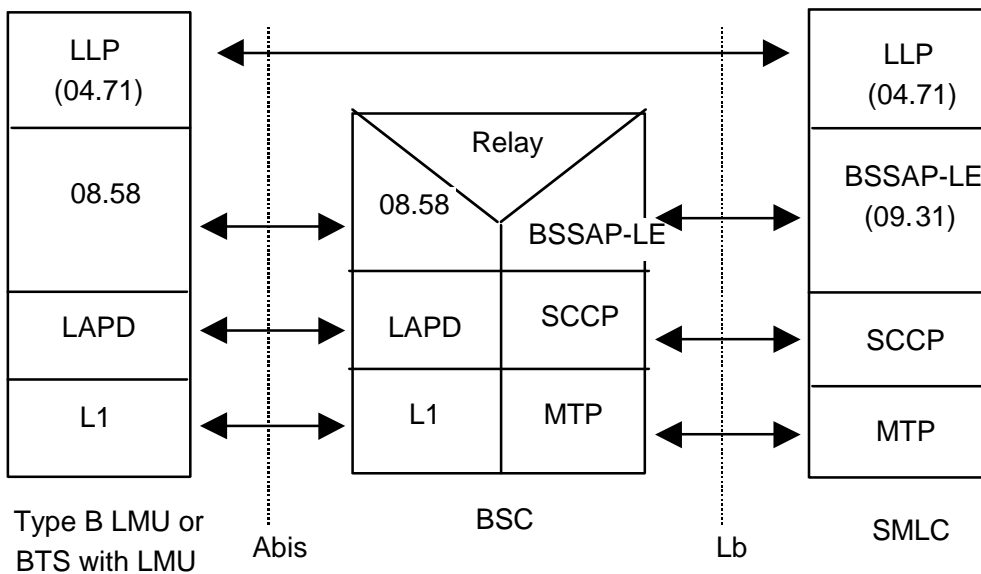 LLP
(04.71)
08.58
LAPD
L1
Type B LMU or
BTS with LMU
Abis
Relay
08.58
BSSAP-LE
LAPD
SCCP
L1
MTP
BSC
Lb
LLP
(04.71)
BSSAP-LE
(09.31)
SCCP
MTP
SMLC